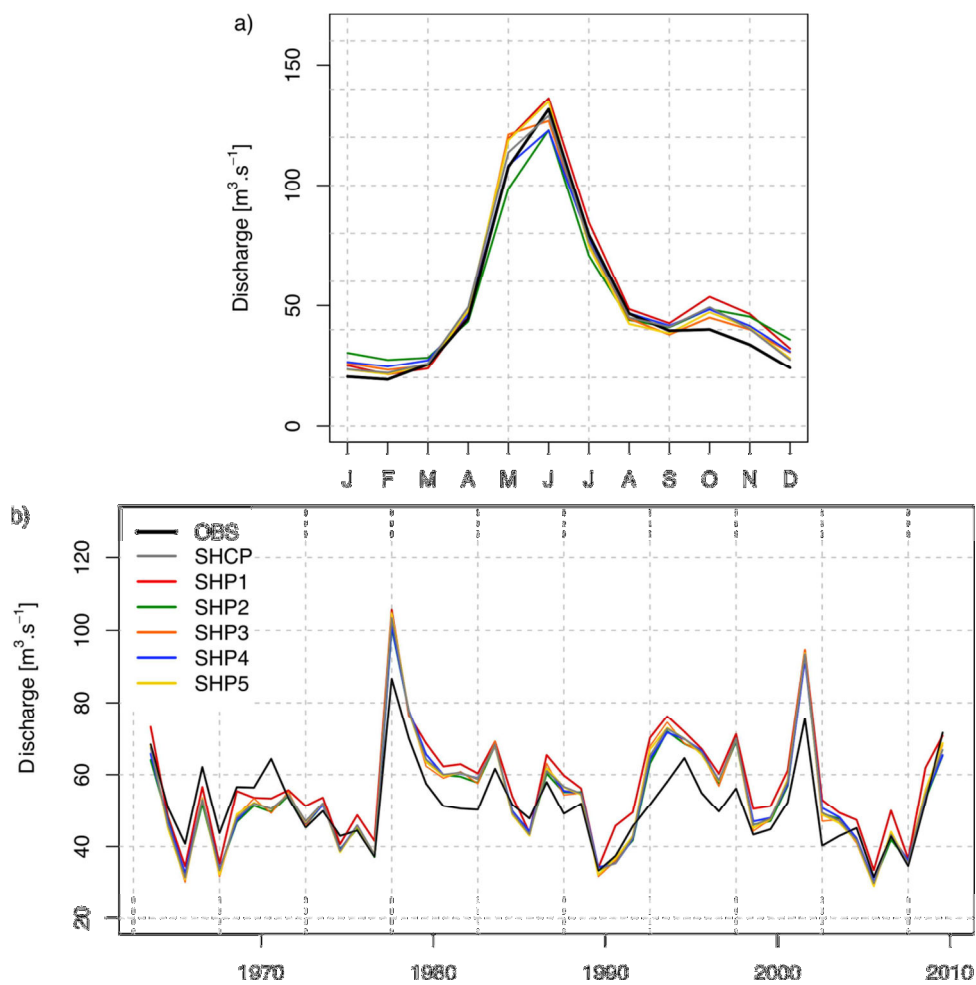 a)
150
100
50
0
Discharge [m³.s⁻¹]
J F M A M J J A S O N D
b)
OBS
SHCP
SHP1
SHP2
SHP3
SHP4
SHP5
120
100
80
60
40
20
Discharge [m³.s⁻¹]
1970 1980 1990 2000 2010